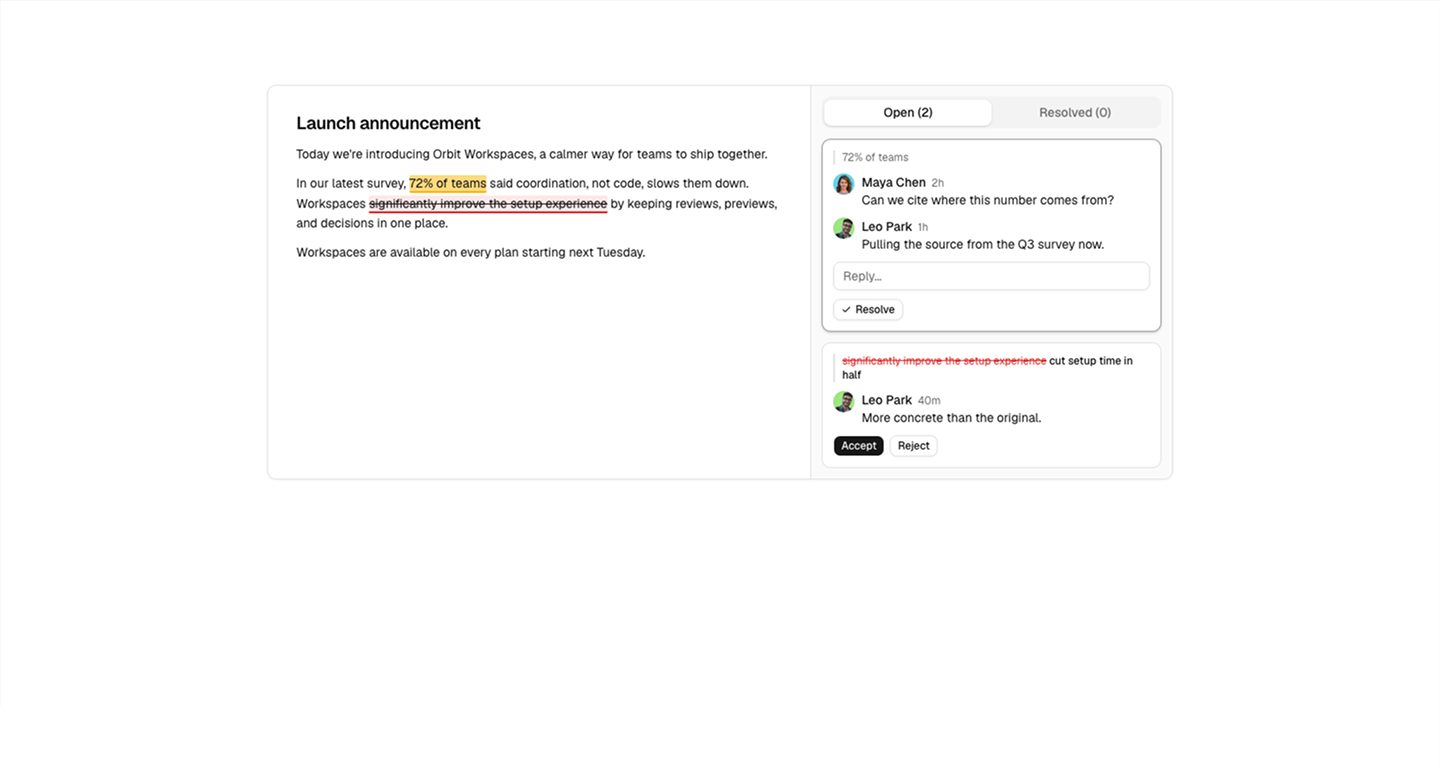 Launch announcement
Today we're introducing Orbit Workspaces, a calmer way for teams to ship together.
In our latest survey, 72% of teams said coordination, not code, slows them down.
Workspaces significantly improve the setup experience by keeping reviews, previews,
and decisions in one place.
Workspaces are available on every plan starting next Tuesday.
Open (2)
Resolved (0)
72% of teams
Maya Chen 2h
Can we cite where this number comes from?
Leo Park 1h
Pulling the source from the Q3 survey now.
Reply...
Resolve
significantly improve the setup experience cut setup time in
half
Leo Park 40m
More concrete than the original.
Accept
Reject